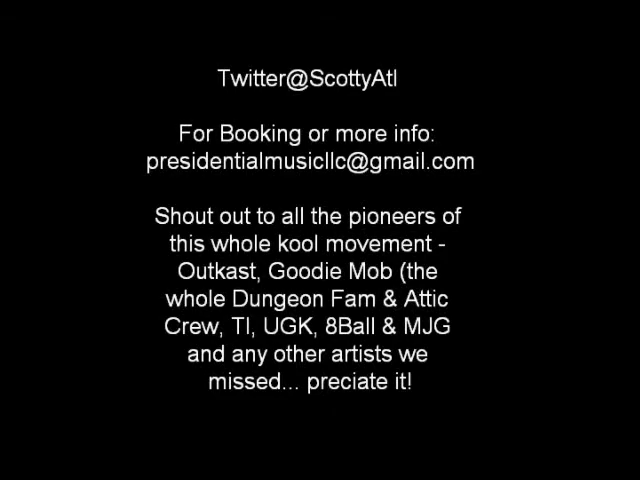 Twitter@ScottyAtl
For Booking or more info:
presidentialmusicllc@gmail.com
Shout out to all the pioneers of
this whole kool movement -
Outkast, Goodie Mob (the
whole Dungeon Fam & Attic
Crew, TI, UGK, 8Ball & MJG
and any other artists we
missed... preciate it!